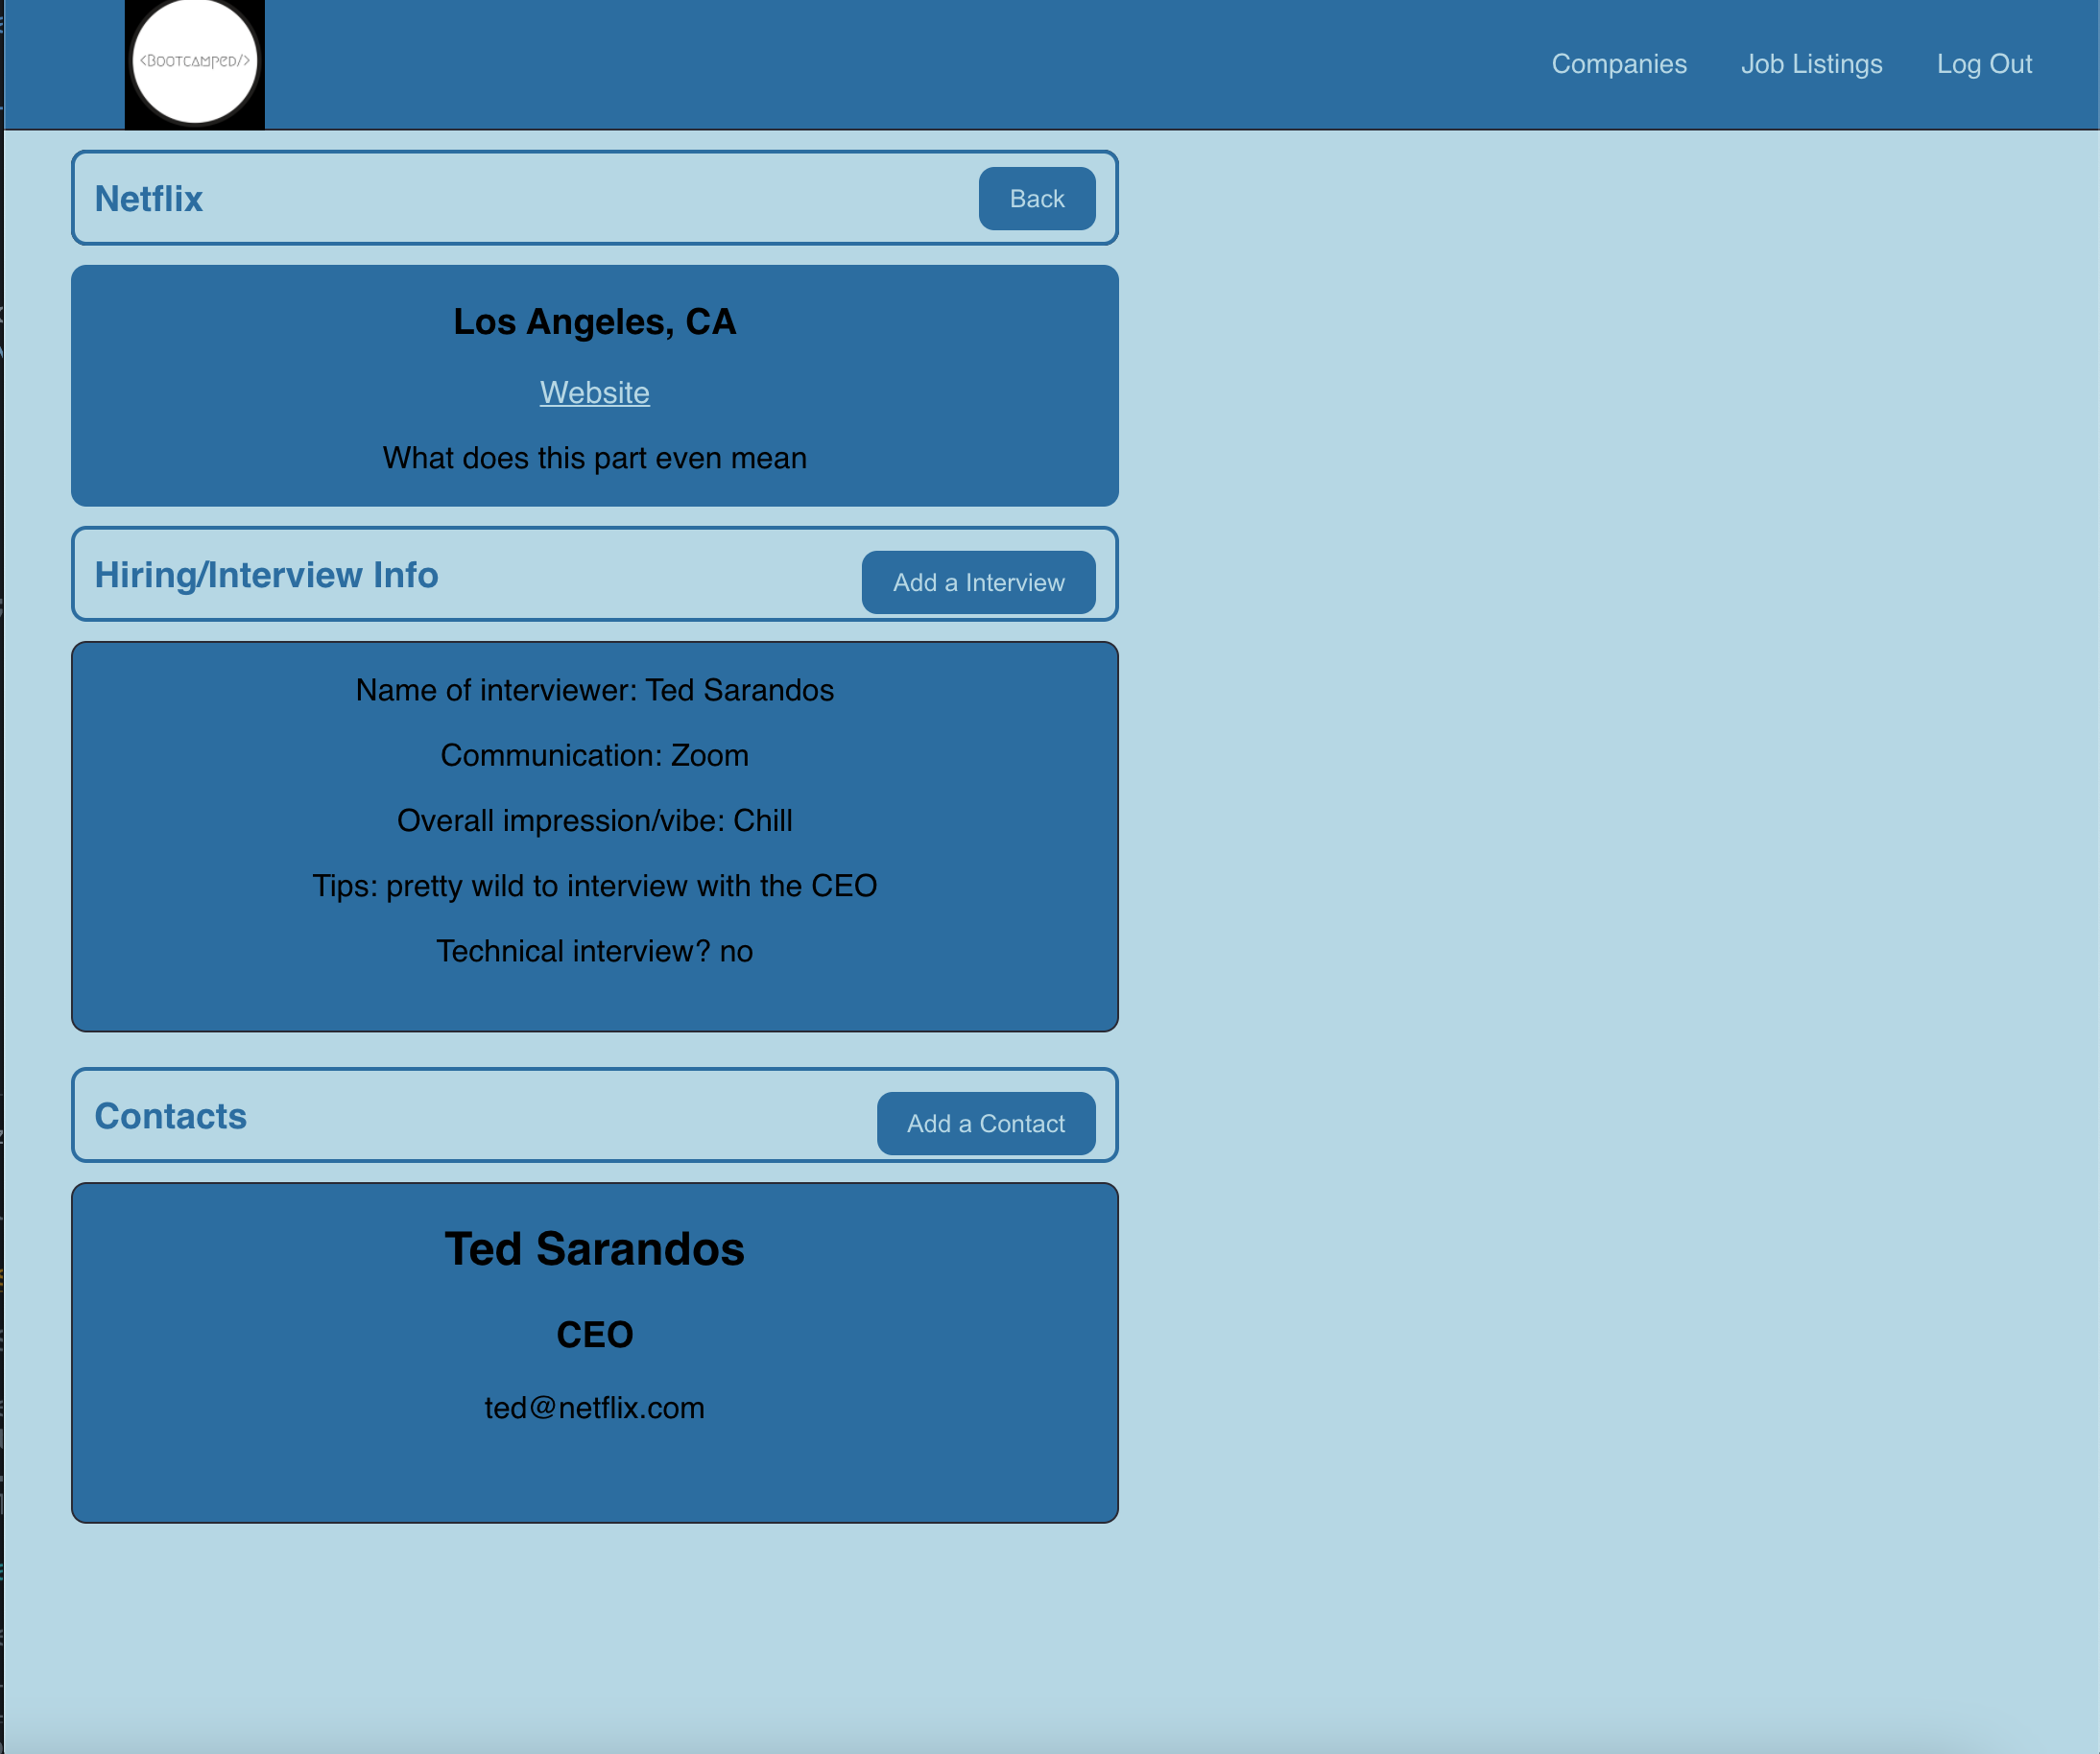 <BOOTCAMPED/>
Companies Job Listings Log Out
Netflix Back
Los Angeles, CA
Website
What does this part even mean
Hiring/Interview Info Add a Interview
Name of interviewer: Ted Sarandos
Communication: Zoom
Overall impression/vibe: Chill
Tips: pretty wild to interview with the CEO
Technical interview? no
Contacts Add a Contact
Ted Sarandos
CEO
ted@netflix.com